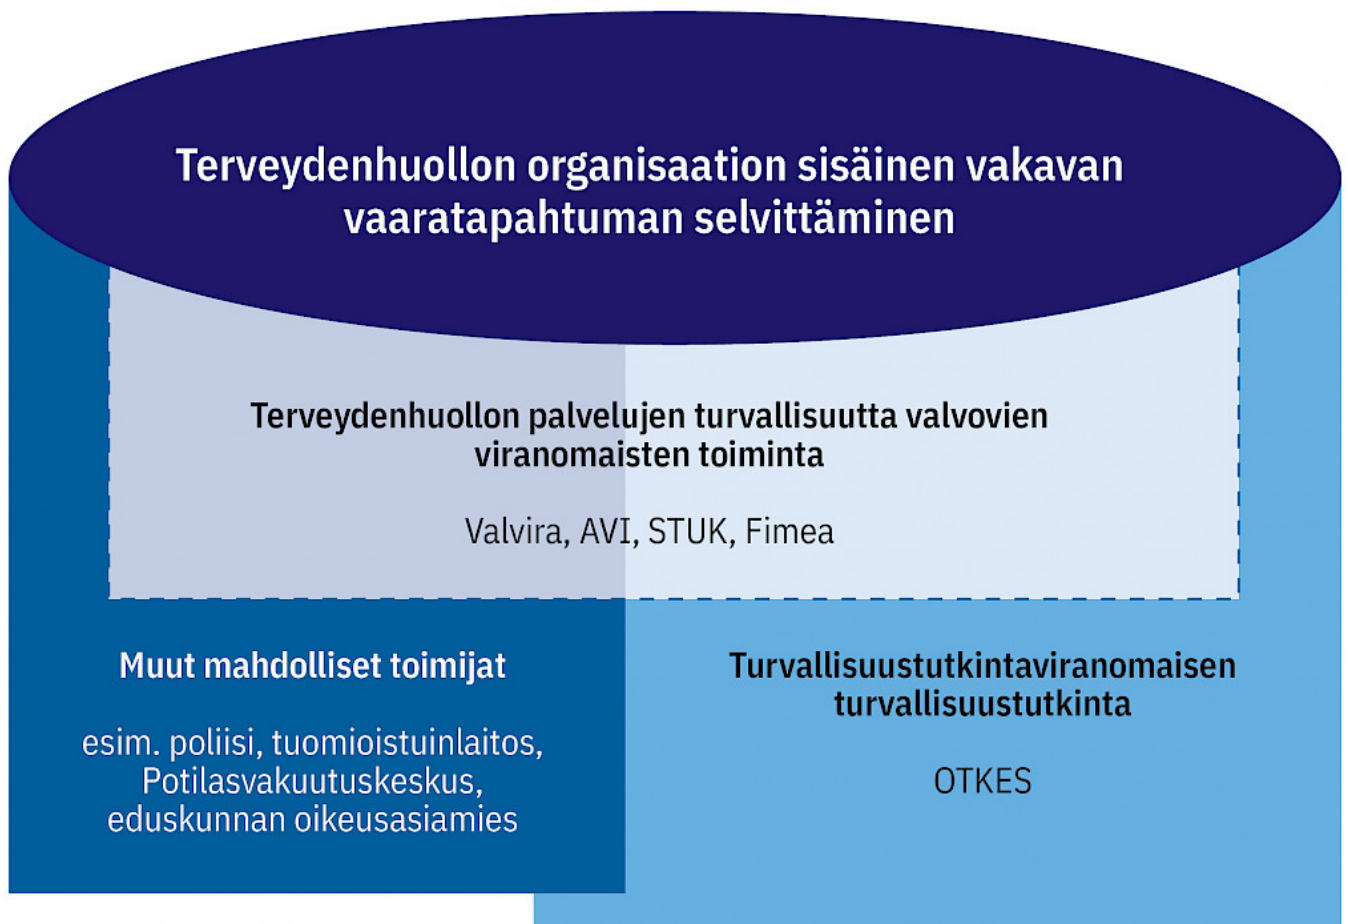 Terveydenhuollon organisaation sisäinen vakavan
vaaratapahtuman selvittäminen
Terveydenhuollon palvelujen turvallisuutta valvovien
viranomaisten toiminta
Valvira, AVI, STUK, Fimea
Muut mahdolliset toimijat
esim. poliisi, tuomioistuinlaitos,
Potilasvakuutuskeskus,
eduskunnan oikeusasiamies
Turvallisuustutkintaviranomaisen
turvallisuustutkinta
OTKES